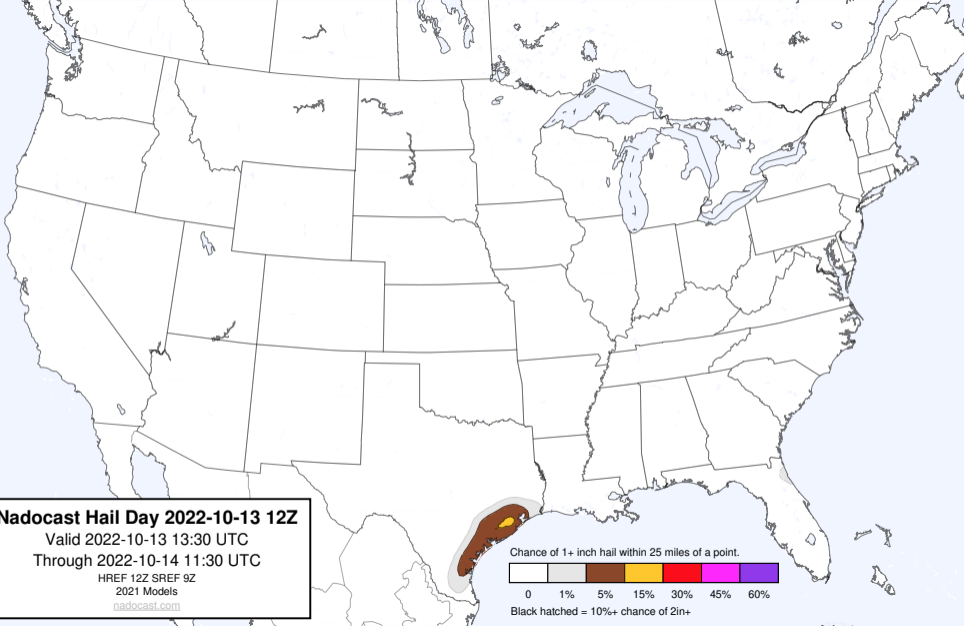 Nadocast Hail Day 2022-10-13 12Z
Valid 2022-10-13 13:30 UTC
Through 2022-10-14 11:30 UTC
HREF 12Z SREF 9Z
2021 Models
nadocast.com
Chance of 1+ inch hail within 25 miles of a point.
0 1% 5% 15% 30% 45% 60%
Black hatched = 10%+ chance of 2in+